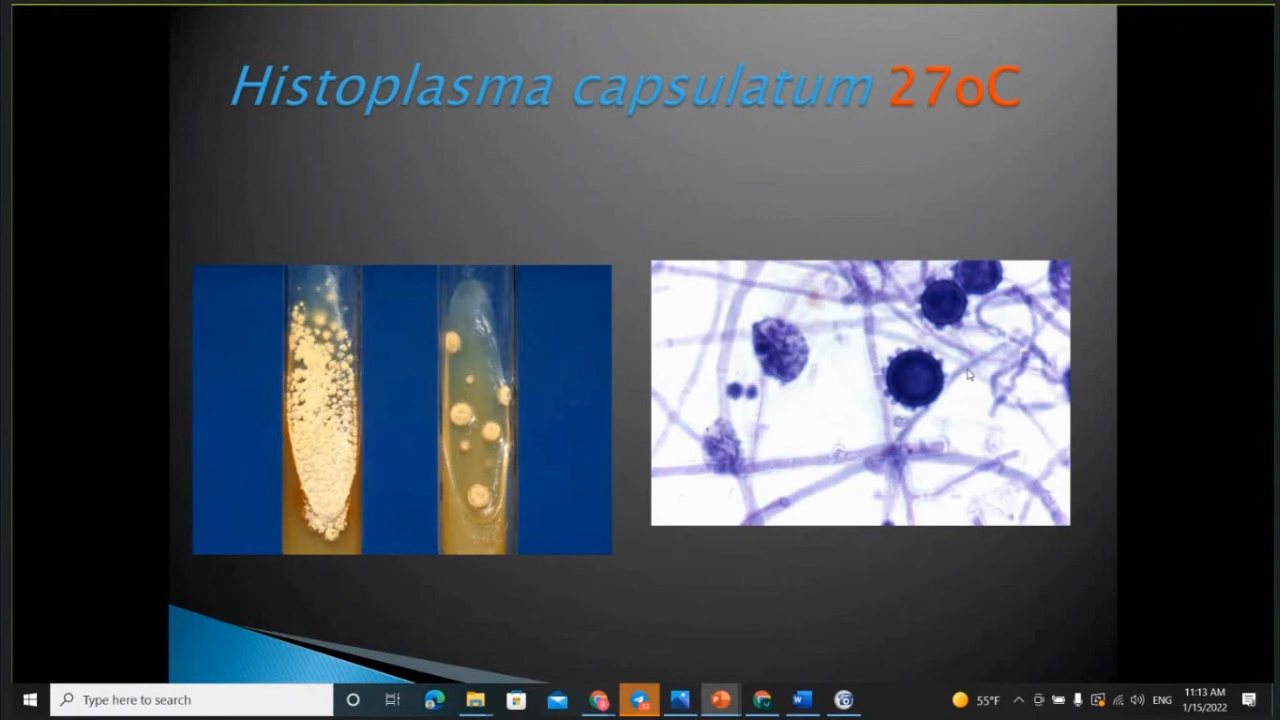 Histoplasma capsulatum 27oC
Type here to search
55°F
ENG
11:13 AM
1/15/2022